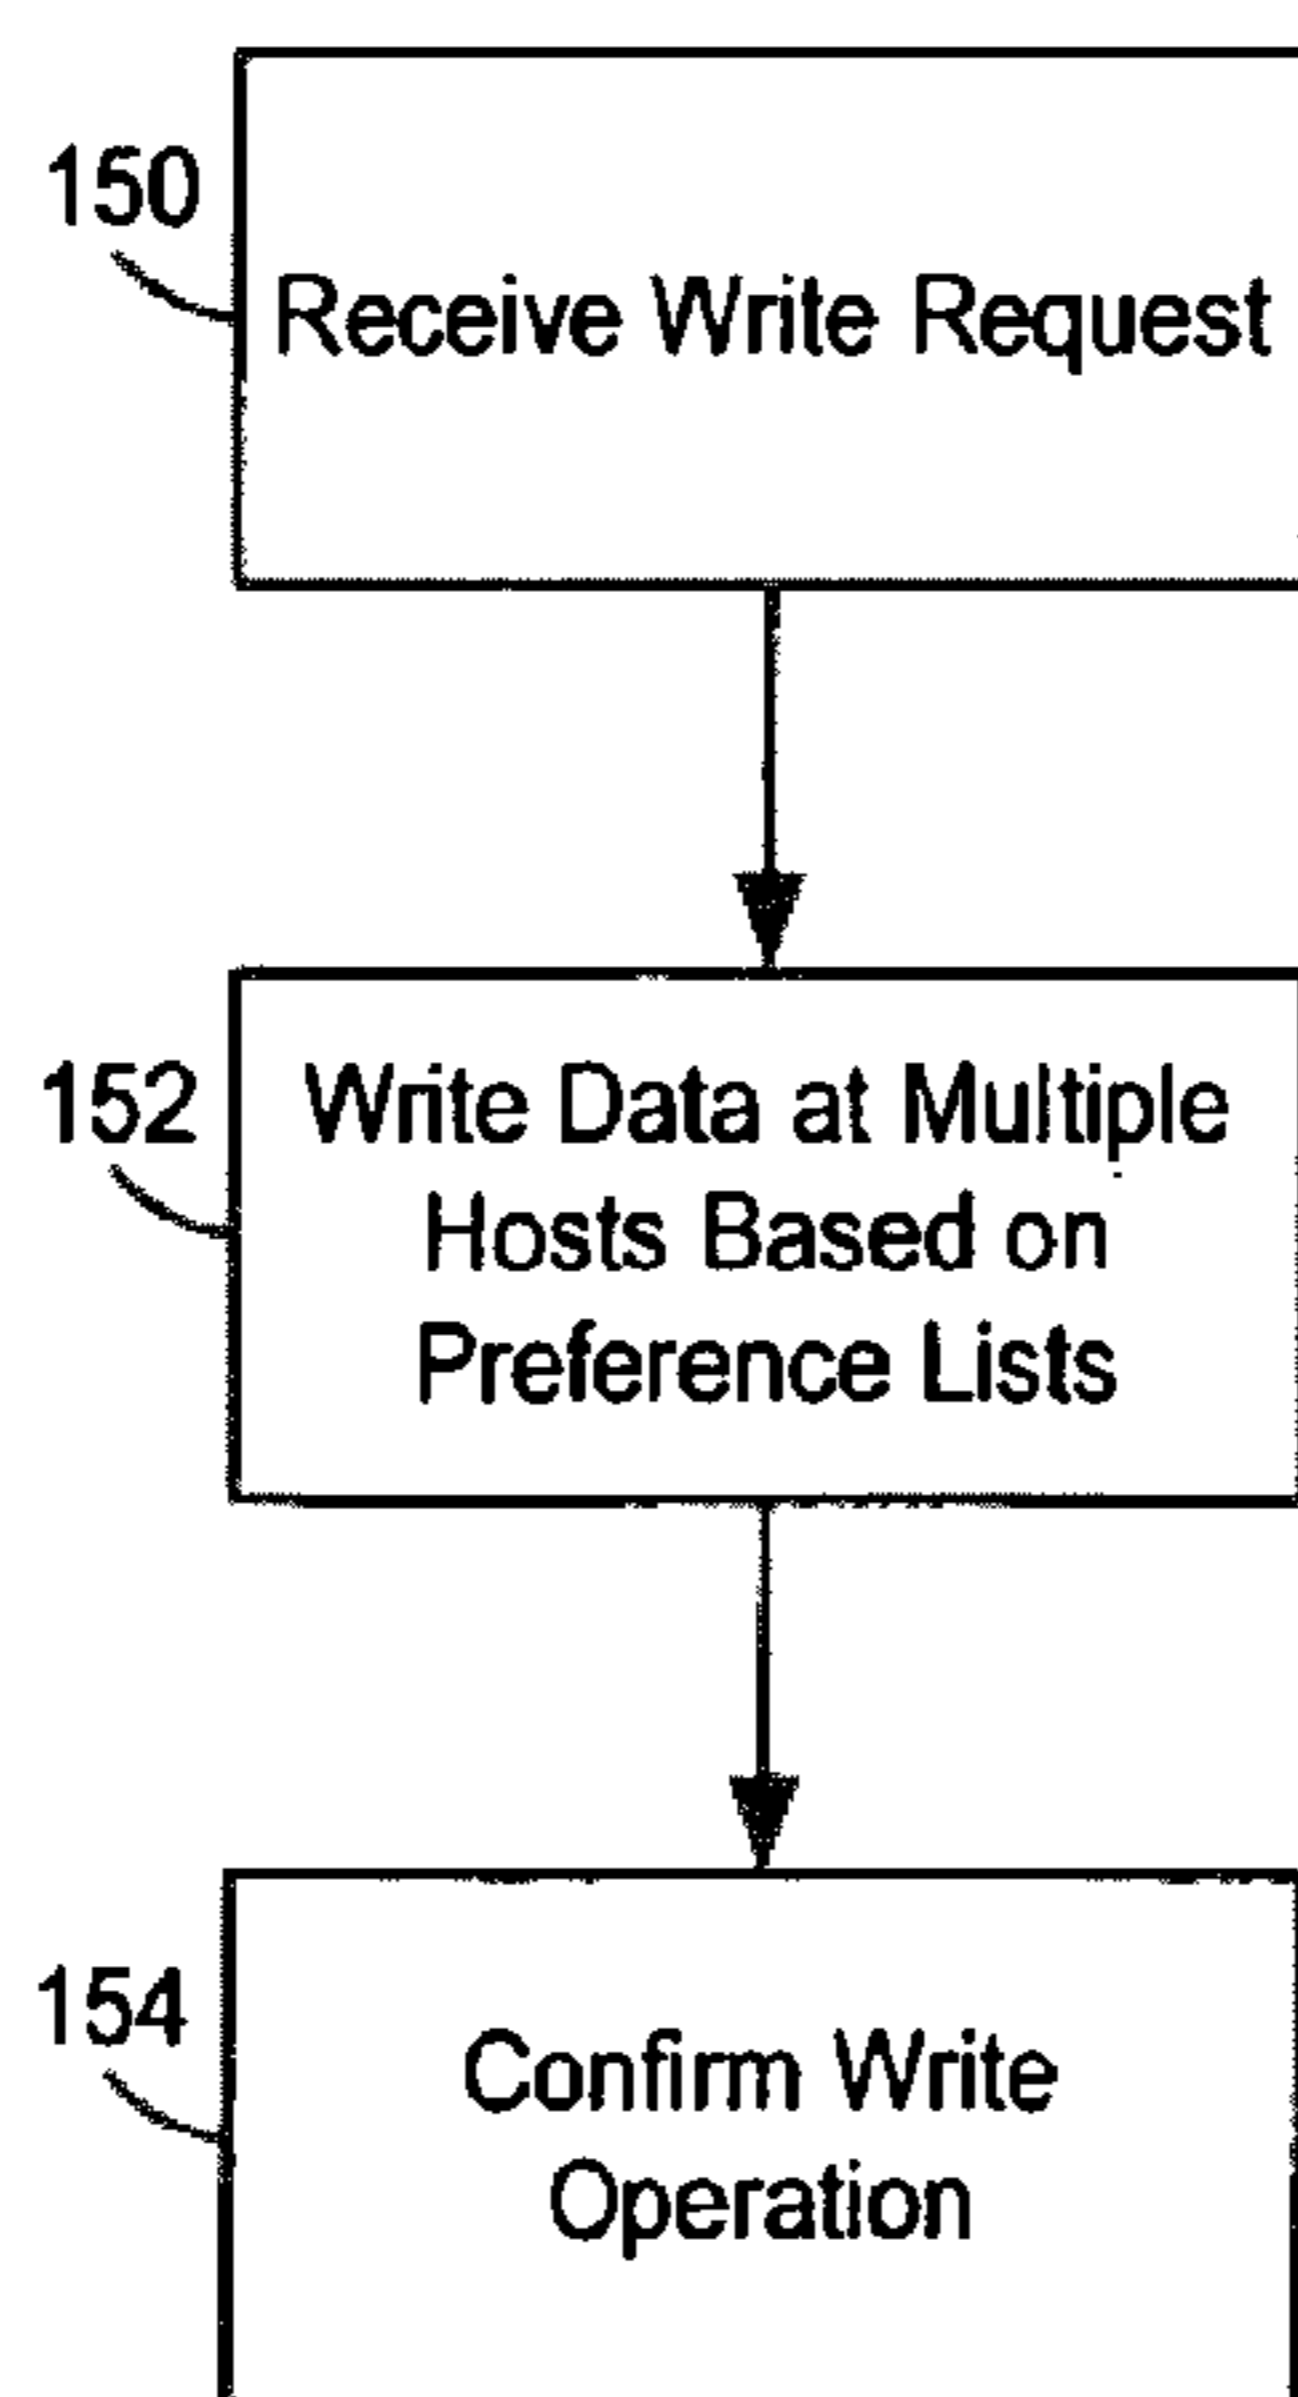 150
Receive Write Request
152
Write Data at Multiple
Hosts Based on
Preference Lists
154
Confirm Write
Operation